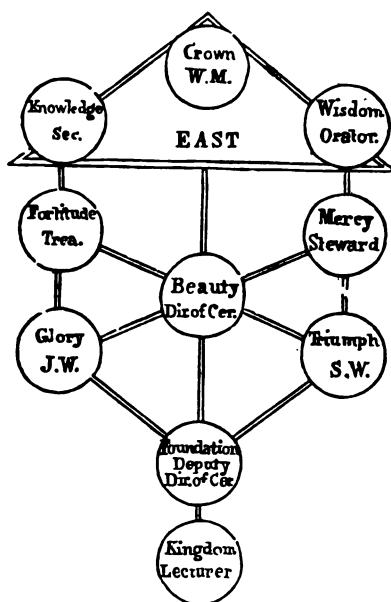 Crown
W.M.
Knowledge
Sec.
Wisdom
Orator.
EAST
Fortitude
Trea.
Mercy
Steward
Beauty
Dir. of Cer.
Glory
J.W.
Triumph
S.W.
Foundation
Deputy
Dir. of Cer.
Kingdom
Lecturer